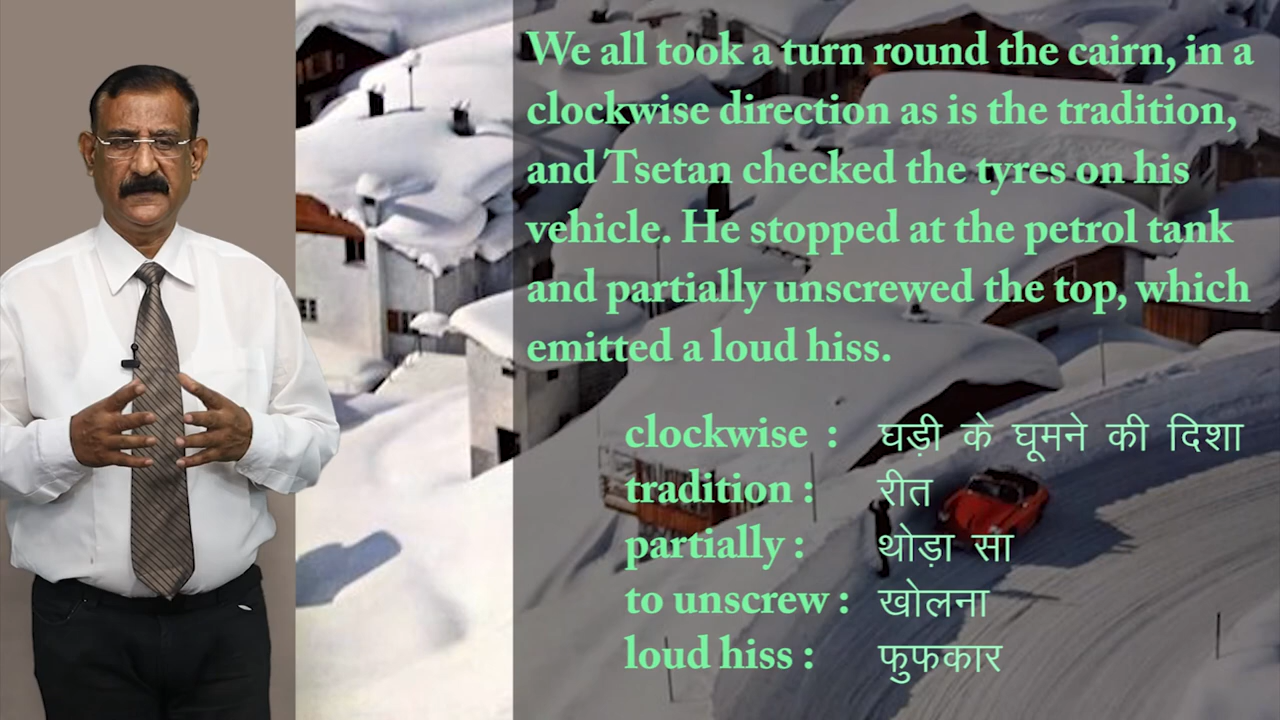 We all took a turn round the cairn, in a
clockwise direction as is the tradition,
and Tsetan checked the tyres on his
vehicle. He stopped at the petrol tank
and partially unscrewed the top, which
emitted a loud hiss.
clockwise : घड़ी के घूमने की दिशा
tradition : रीत
partially : थोड़ा सा
to unscrew : खोलना
loud hiss : फुफकार